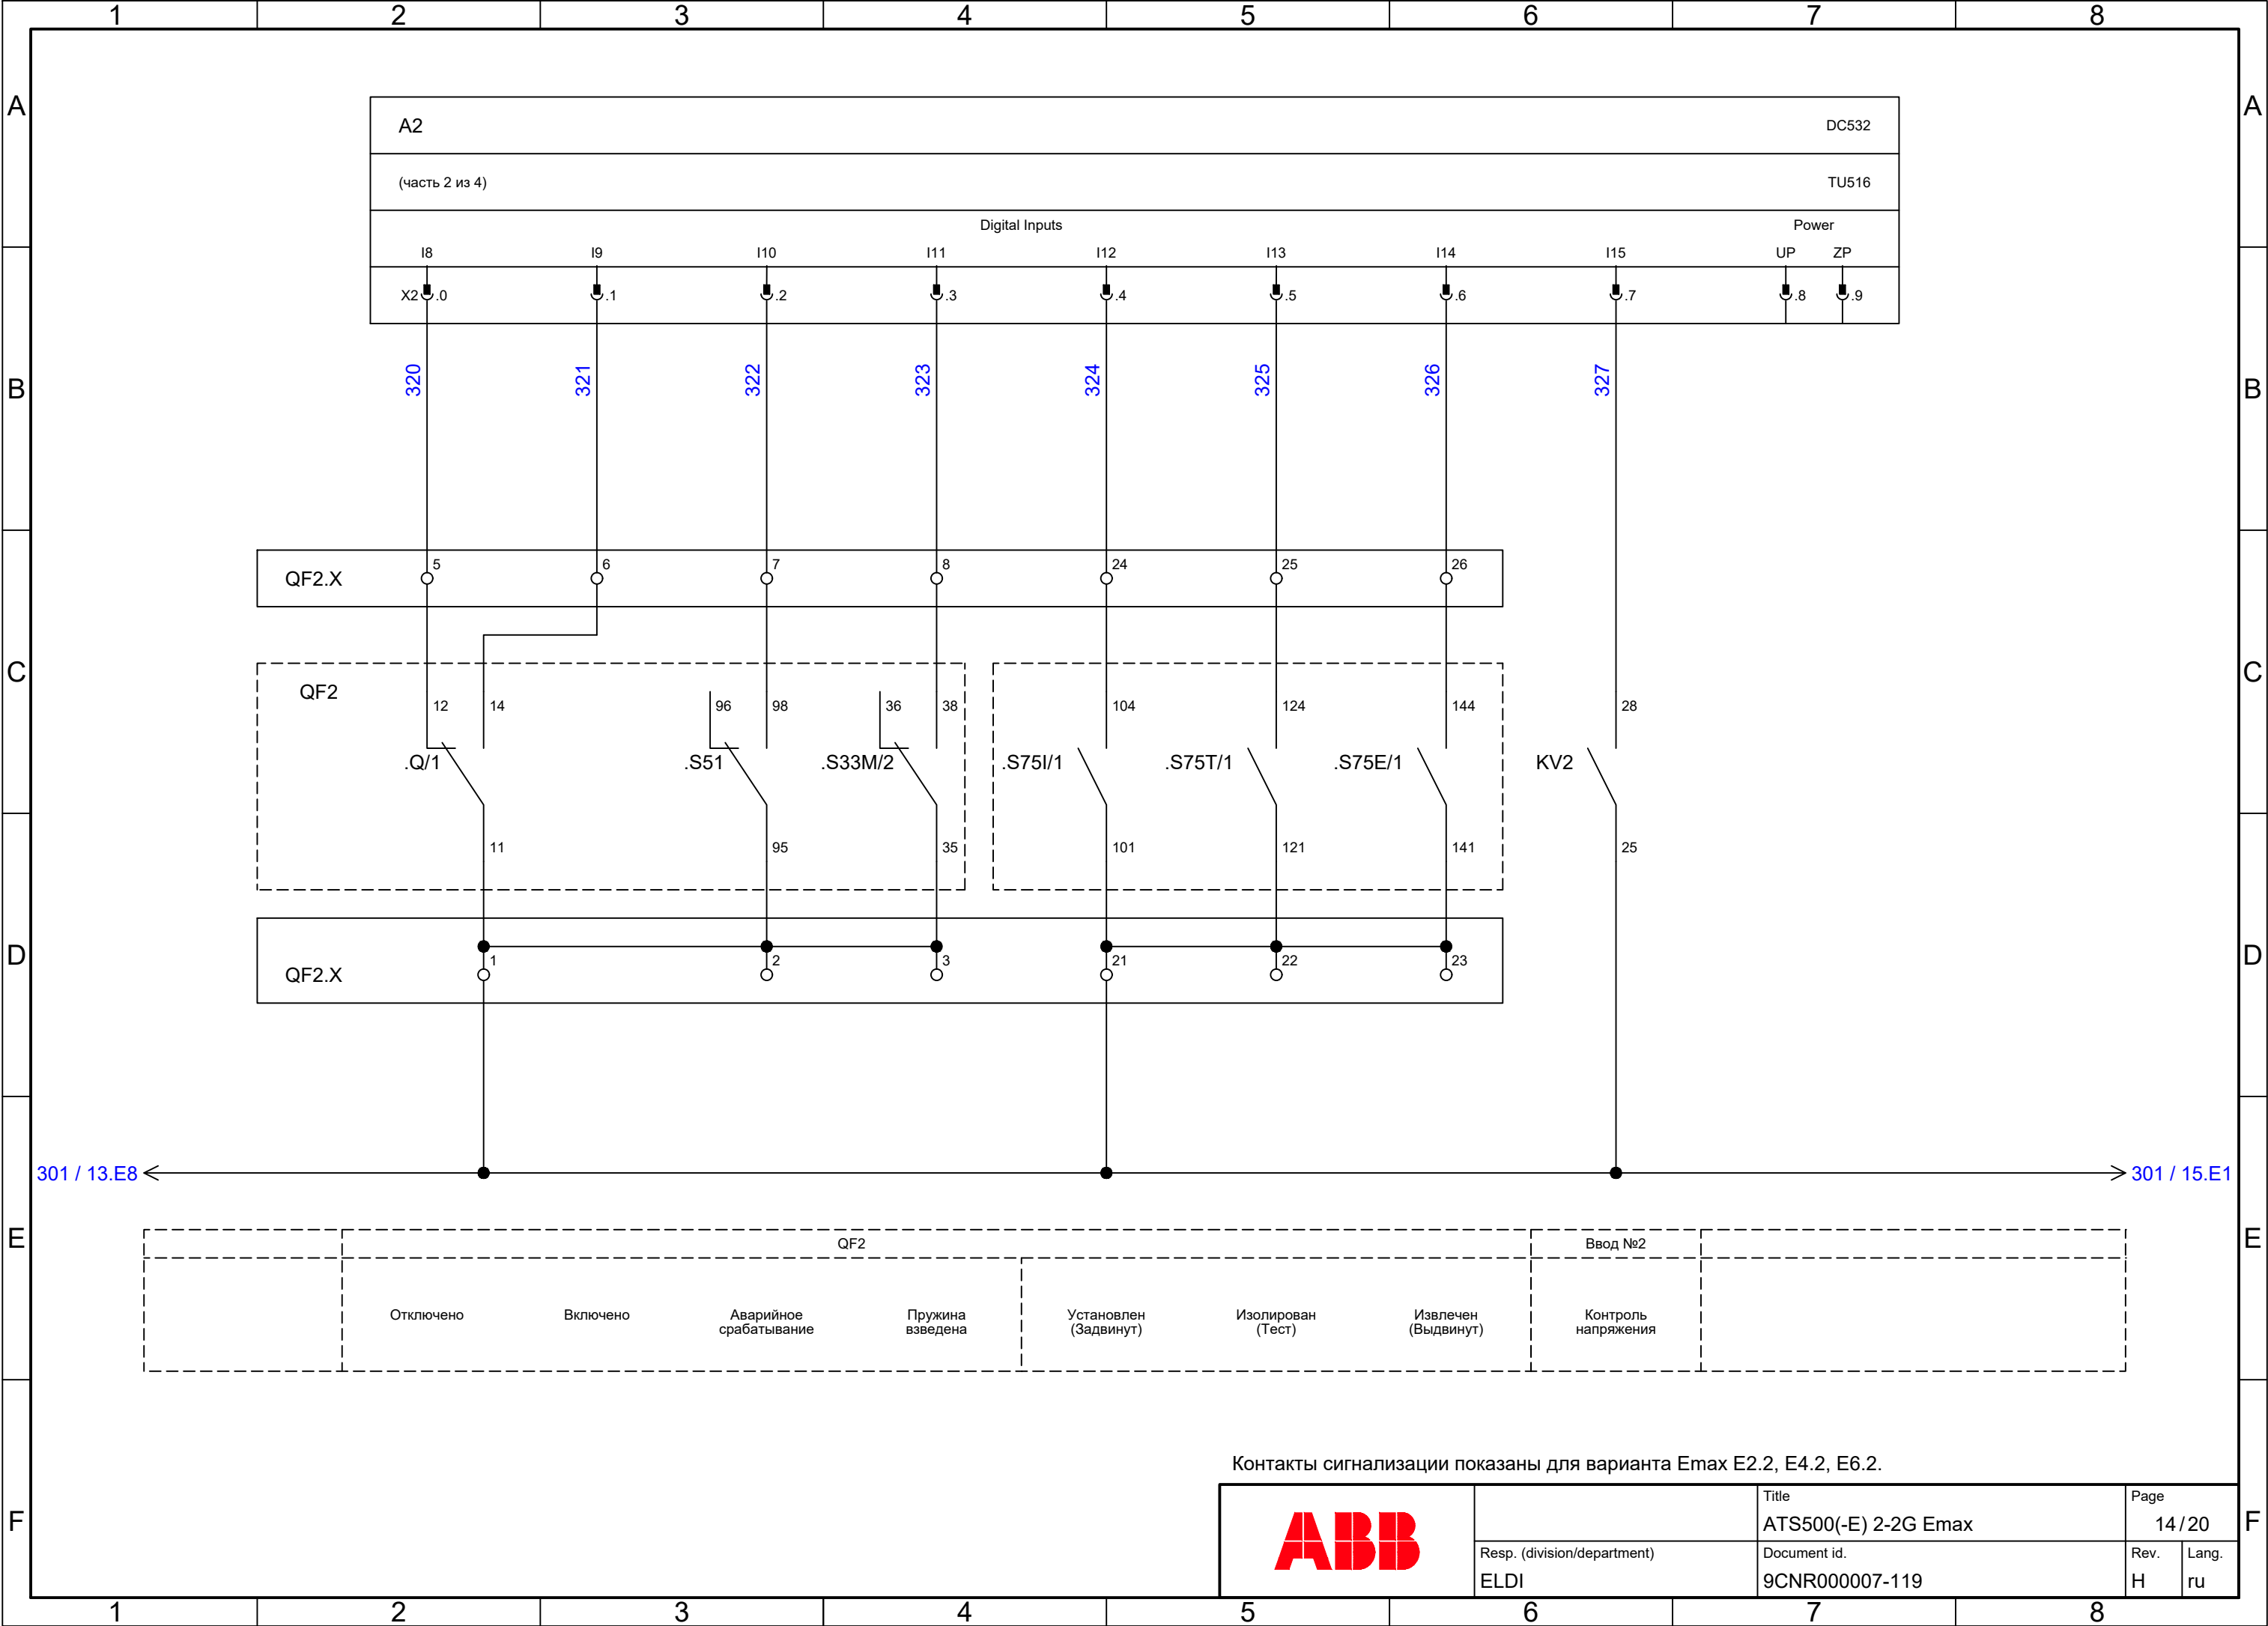 1 2 3 4 5 6 7 8
A A
A2 DC532
(часть 2 из 4) TU516
Digital Inputs Power
I8 I9 I10 I11 I12 I13 I14 I15 UP ZP
X2 .0 .1 .2 .3 .4 .5 .6 .7 .8 .9
320 321 322 323 324 325 326 327
B B
QF2.X 5 6 7 8 24 25 26
C C
QF2
12 14 96 98 36 38 104 124 144 28
.Q/1 .S51 .S33M/2 .S75I/1 .S75T/1 .S75E/1 KV2
11 95 35 101 121 141 25
D D
QF2.X 1 2 3 21 22 23
301 / 13.E8 301 / 15.E1
E E
QF2 Ввод №2
Отключено Включено Аварийное Пружина Установлен Изолирован Извлечен Контроль
срабатывание взведена (Задвинут) (Тест) (Выдвинут) напряжения
Контакты сигнализации показаны для варианта Emax E2.2, E4.2, E6.2.
F F
ABB
Title Page
ATS500(-E) 2-2G Emax 14/20
Resp. (division/department) Document id. Rev. Lang.
ELDI 9CNR000007-119 H ru
1 2 3 4 5 6 7 8